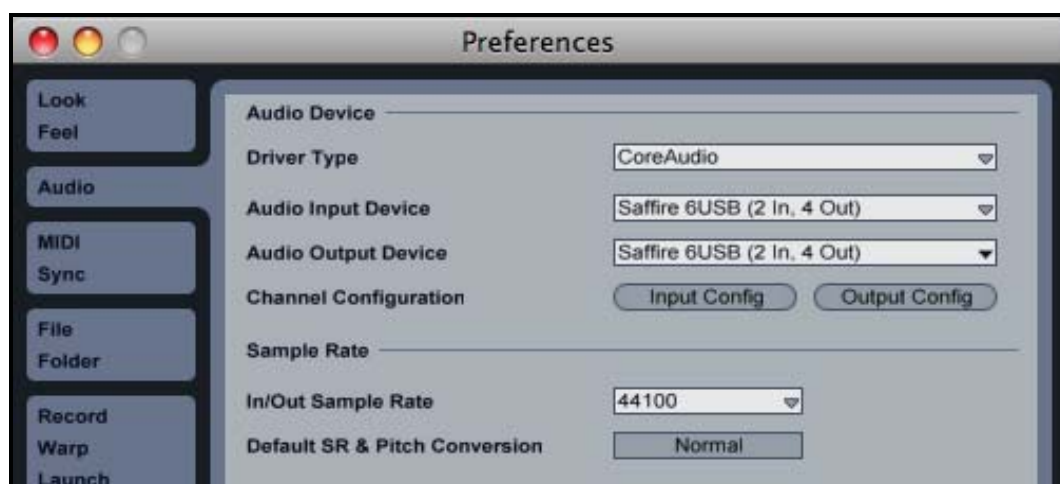 Preferences
Look
Feel
Audio
MIDI
Sync
File
Folder
Record
Warp
Launch
Audio Device
Driver Type CoreAudio
Audio Input Device Saffire 6USB (2 In, 4 Out)
Audio Output Device Saffire 6USB (2 In, 4 Out)
Channel Configuration Input Config Output Config
Sample Rate
In/Out Sample Rate 44100
Default SR & Pitch Conversion Normal